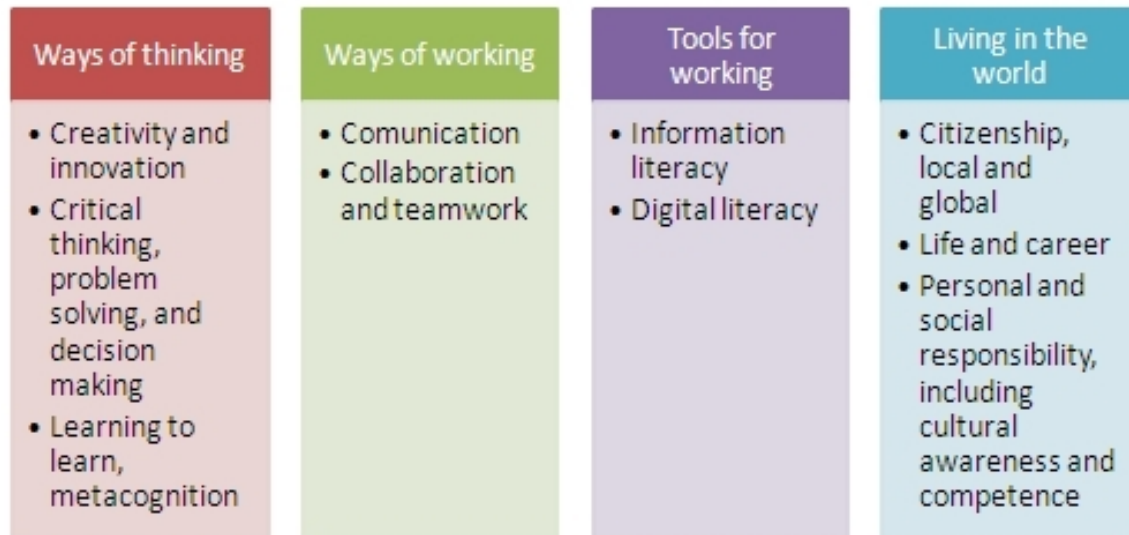 Ways of thinking
• Creativity and
innovation
• Critical
thinking,
problem
solving, and
decision
making
• Learning to
learn,
metacognition
Ways of working
• Comunication
• Collaboration
and teamwork
Tools for
working
• Information
literacy
• Digital literacy
Living in the
world
• Citizenship,
local and
global
• Life and career
• Personal and
social
responsibility,
including
cultural
awareness and
competence